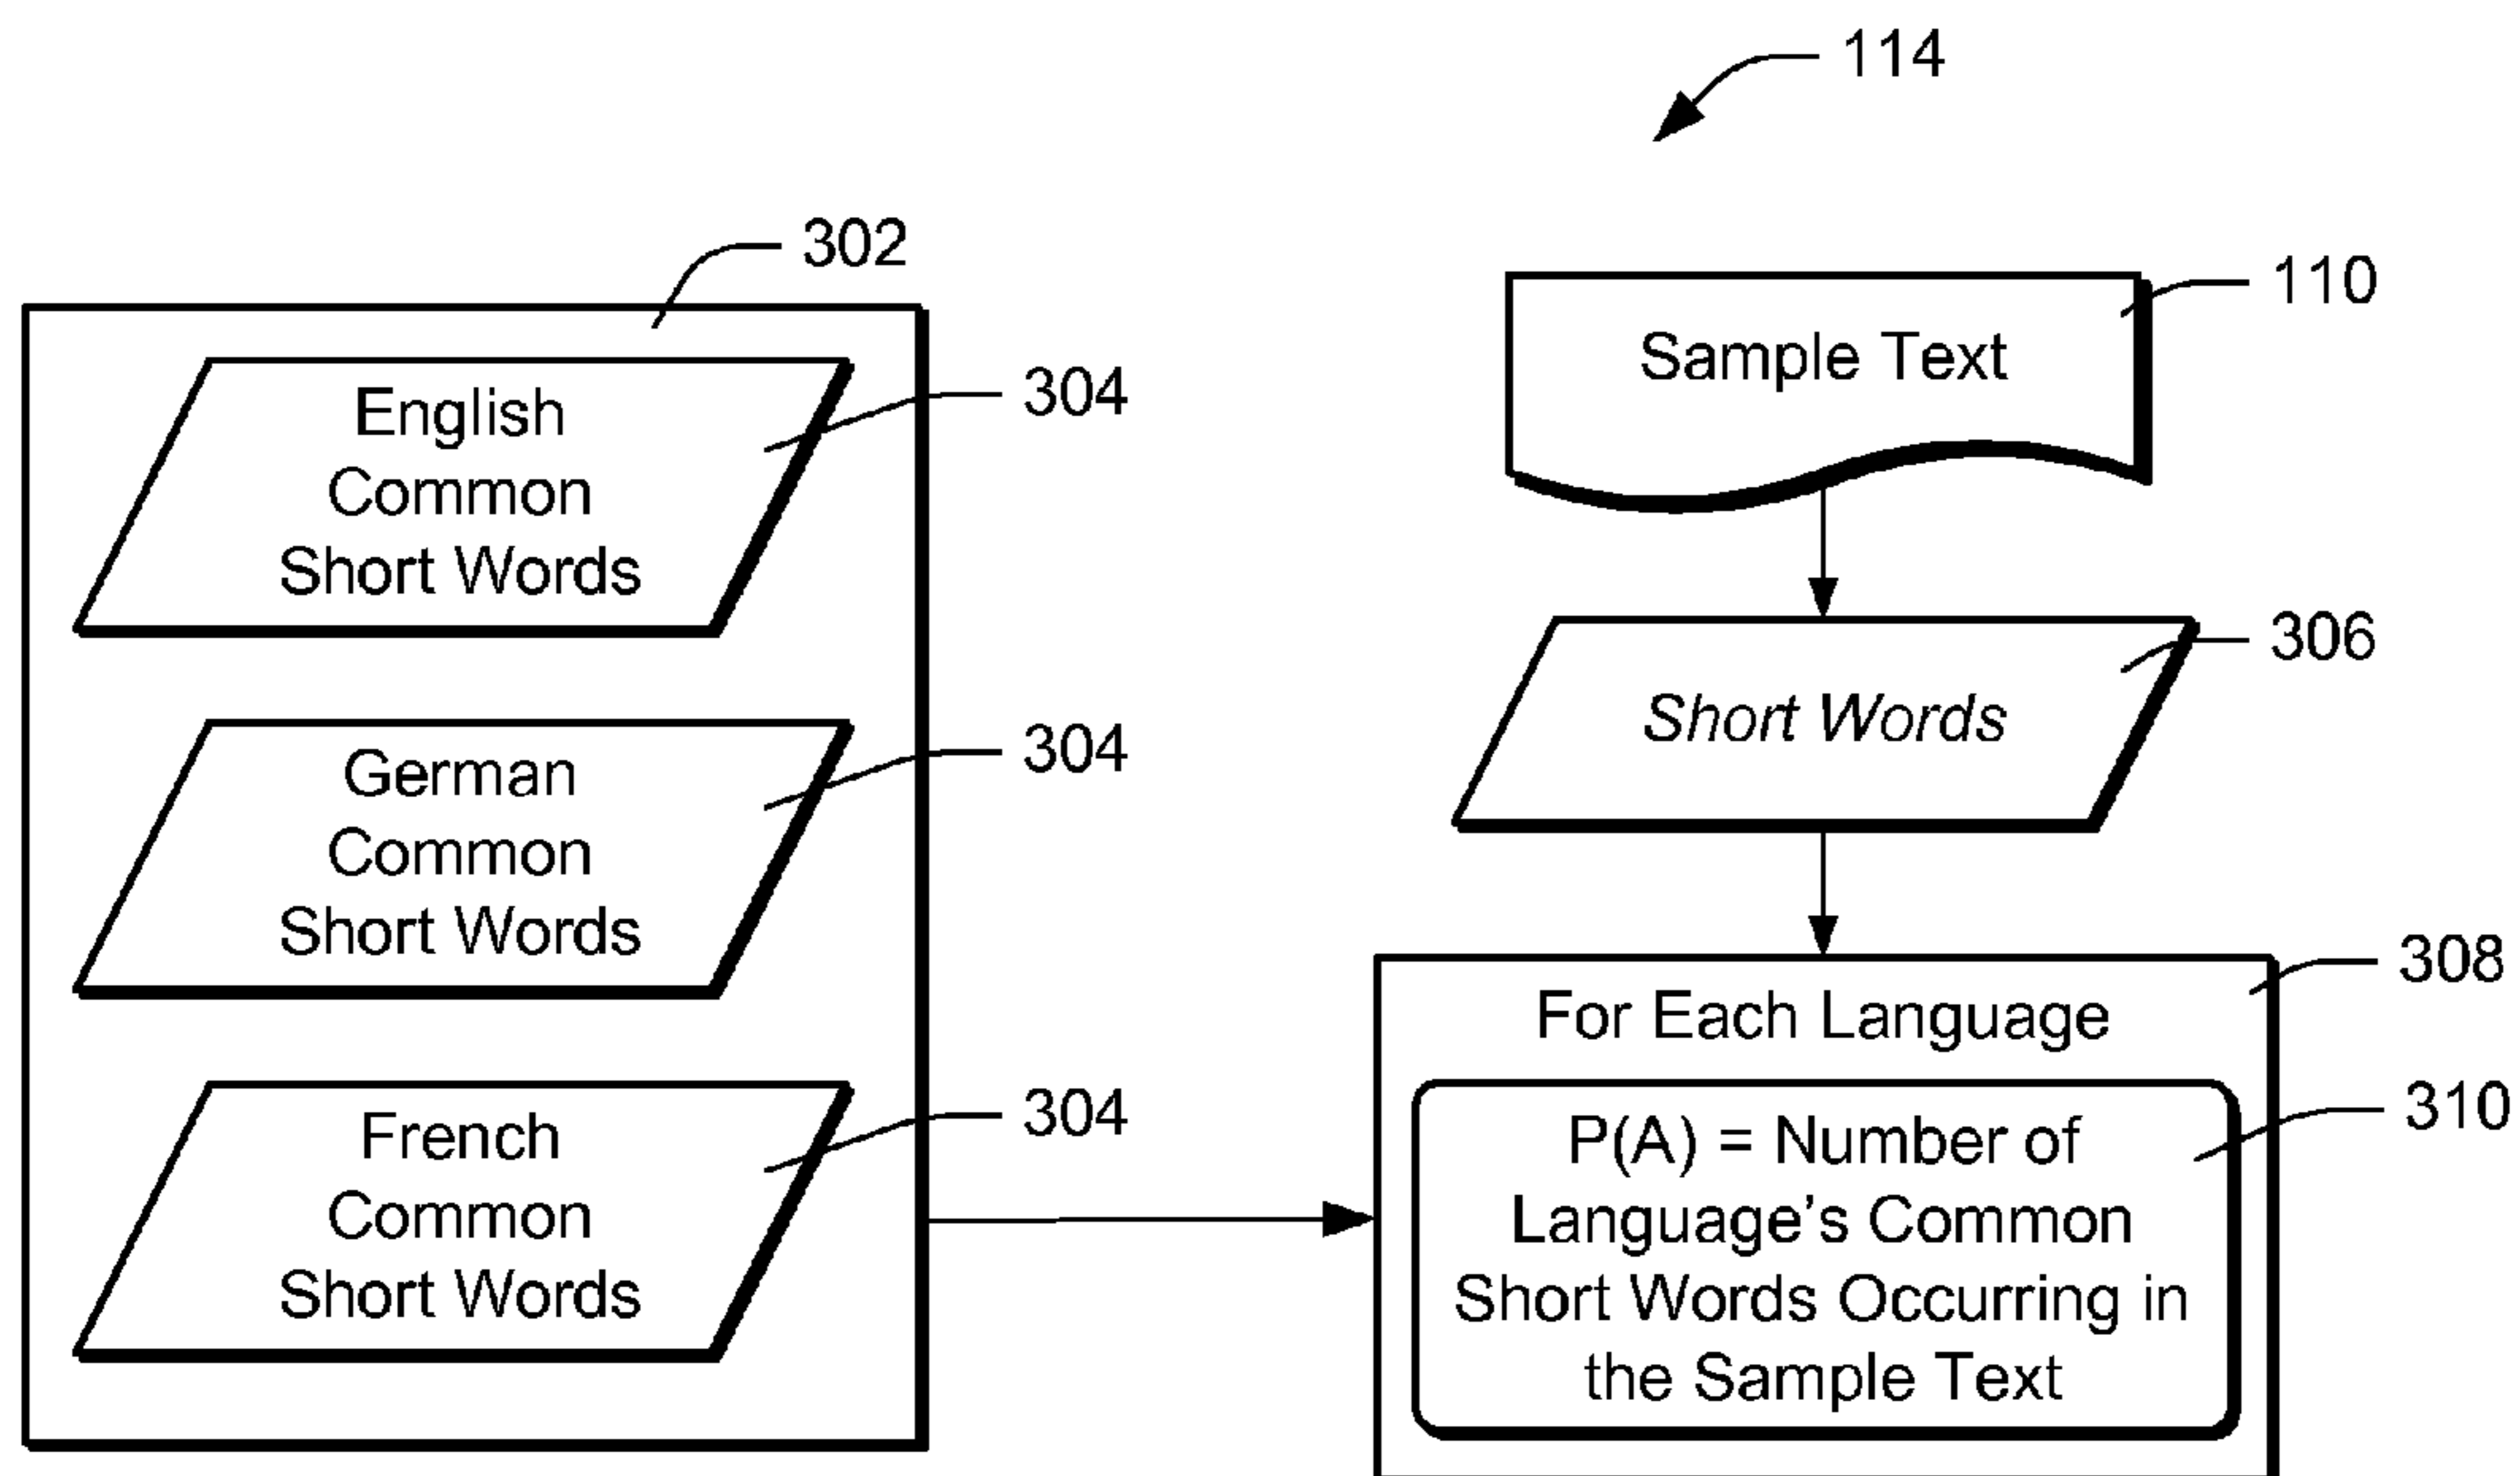 114
302
English
Common
Short Words
304
German
Common
Short Words
304
French
Common
Short Words
304
Sample Text
110
Short Words
306
308
For Each Language
310
P(A) = Number of
Language's Common
Short Words Occurring in
the Sample Text